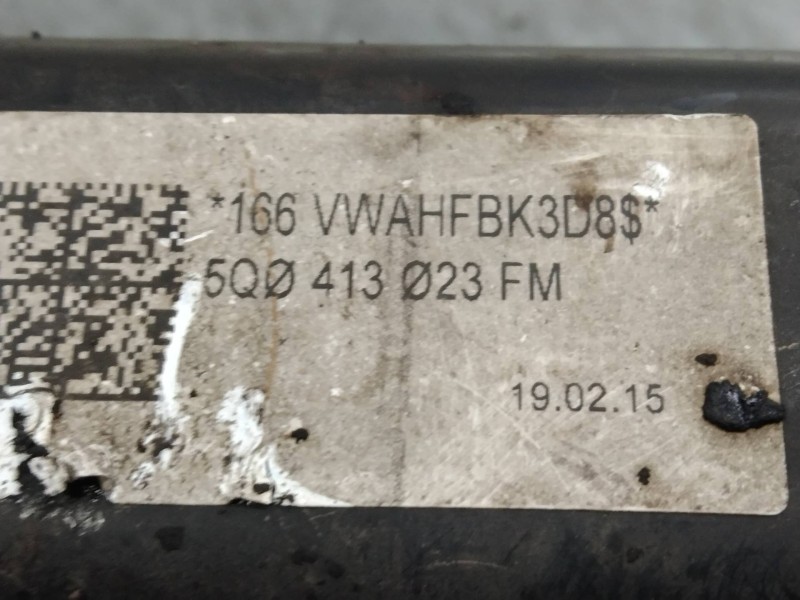 *166 VWAHFBK3D8$*
5QØ 413 Ø23 FM
19.02.15